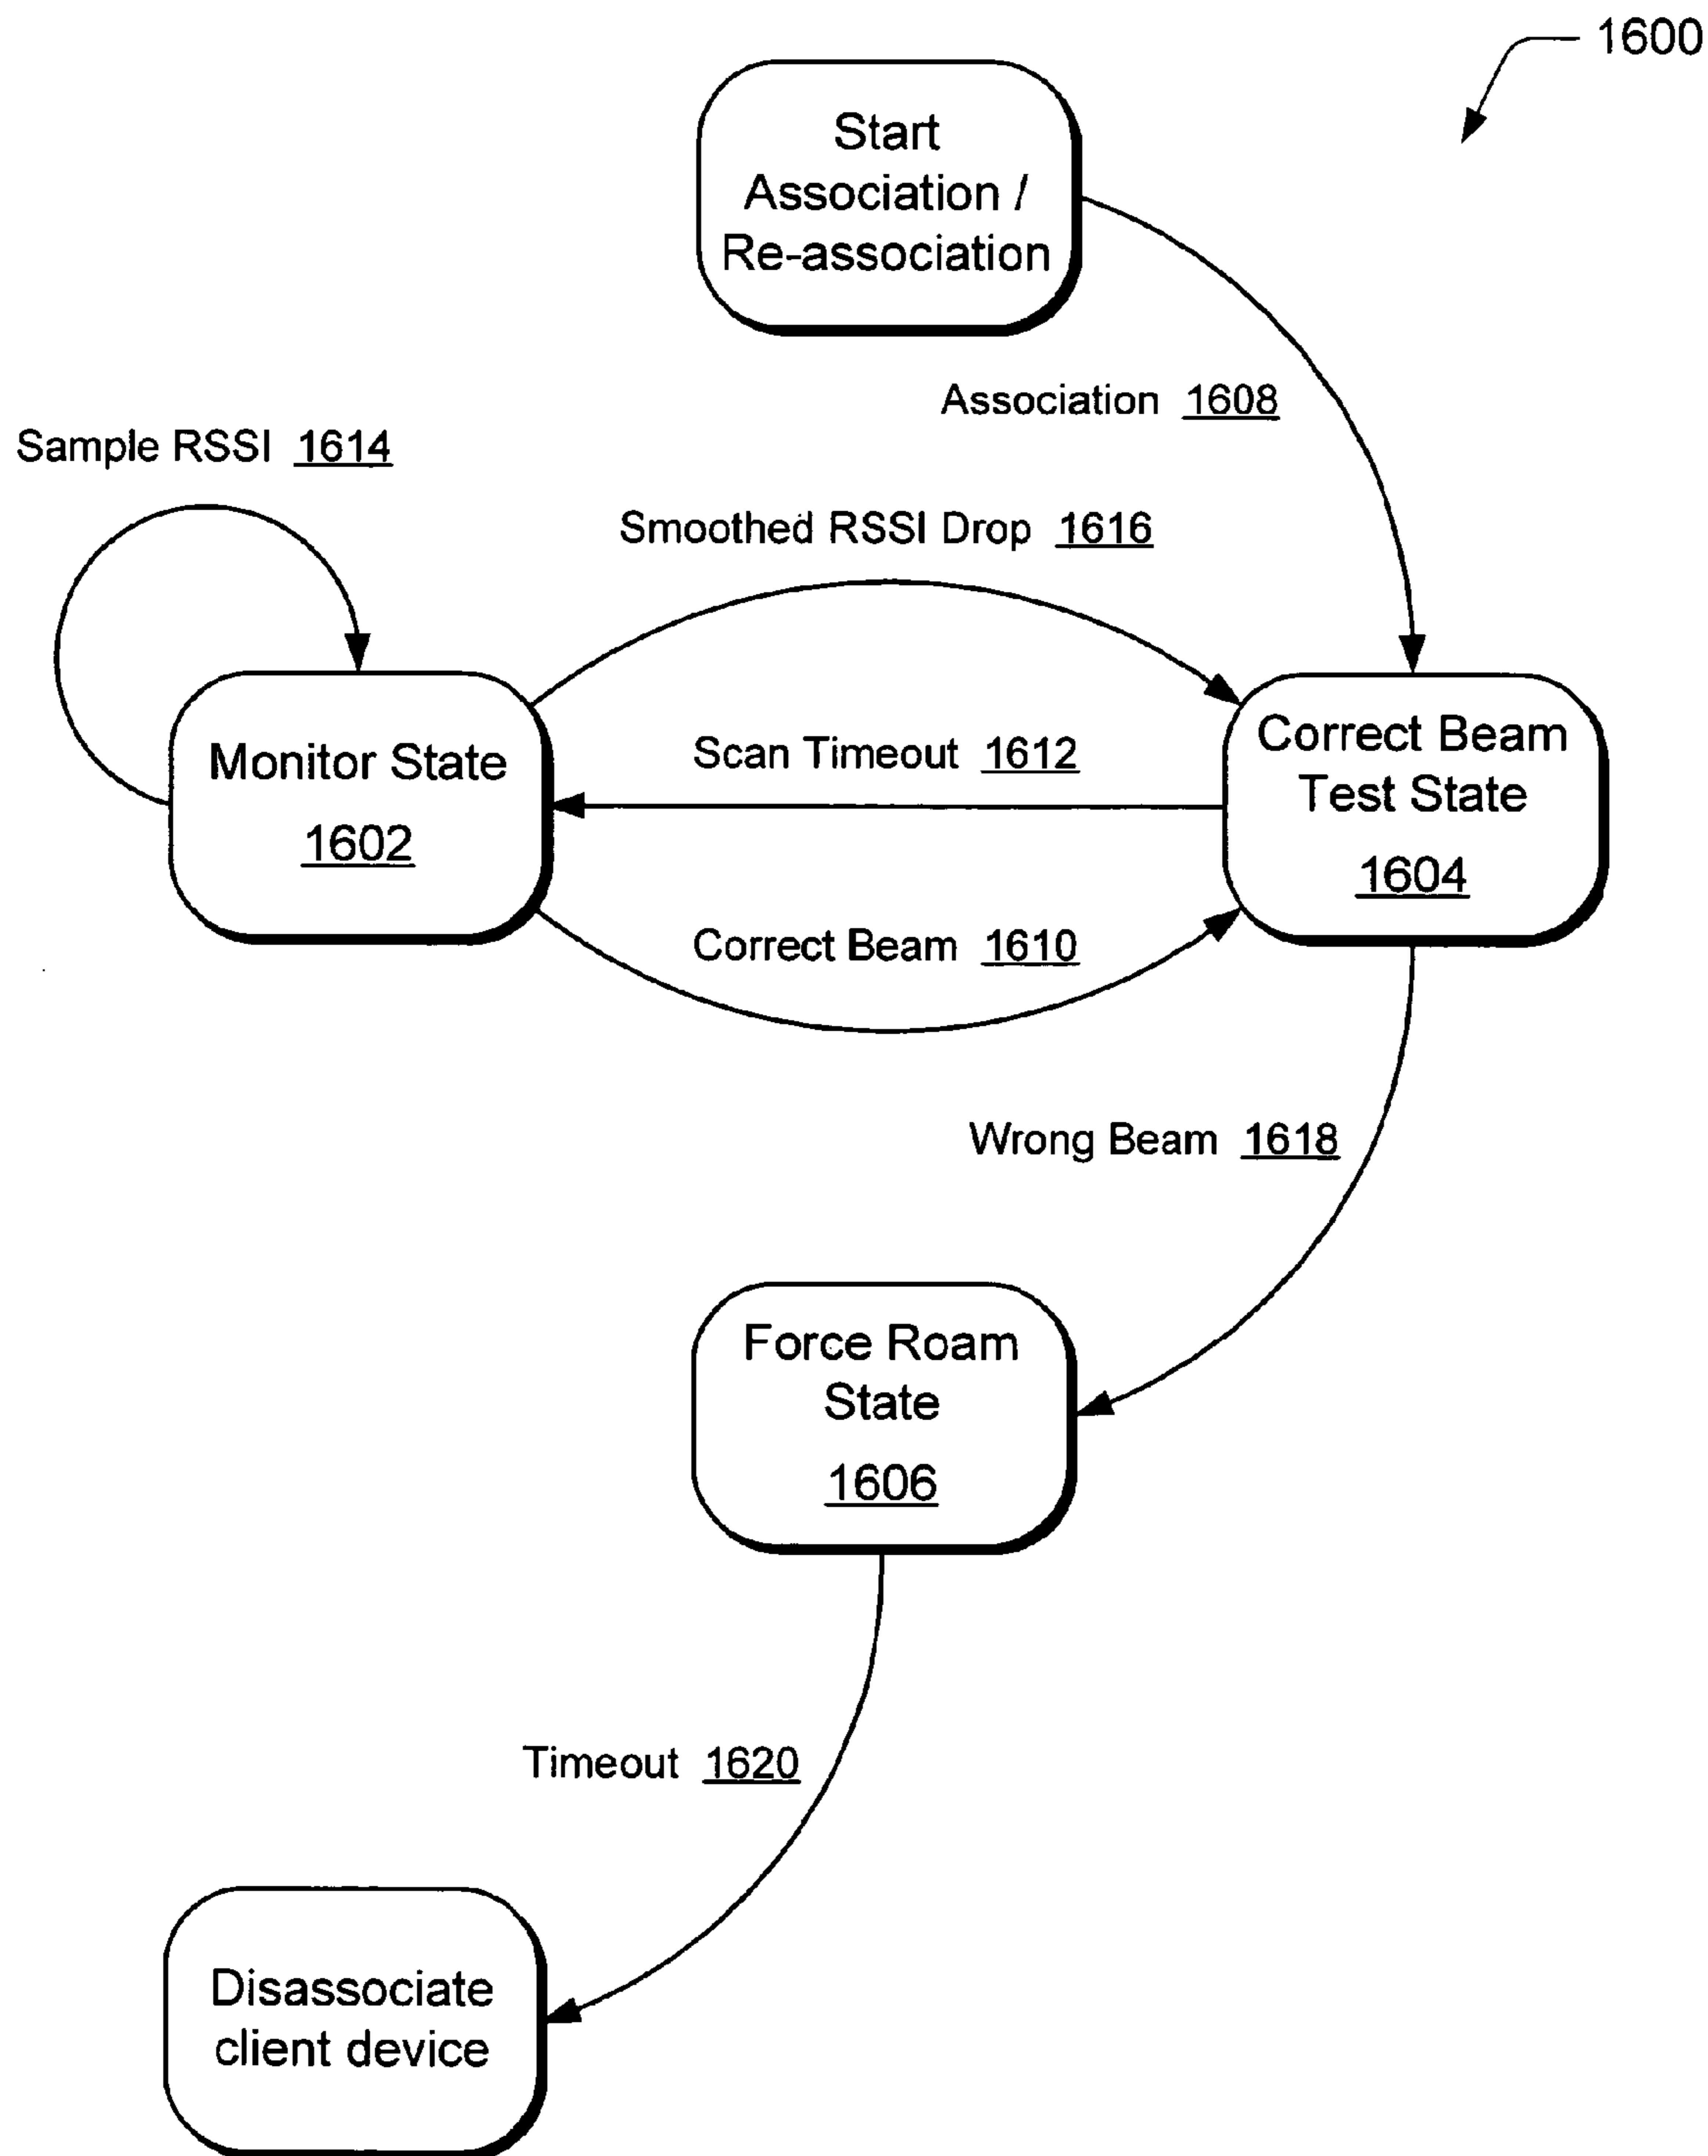 1600
Start
Association /
Re-association
Association 1608
Sample RSSI 1614
Smoothed RSSI Drop 1616
Monitor State
1602
Scan Timeout 1612
Correct Beam
Test State
1604
Correct Beam 1610
Wrong Beam 1618
Force Roam
State
1606
Timeout 1620
Disassociate
client device